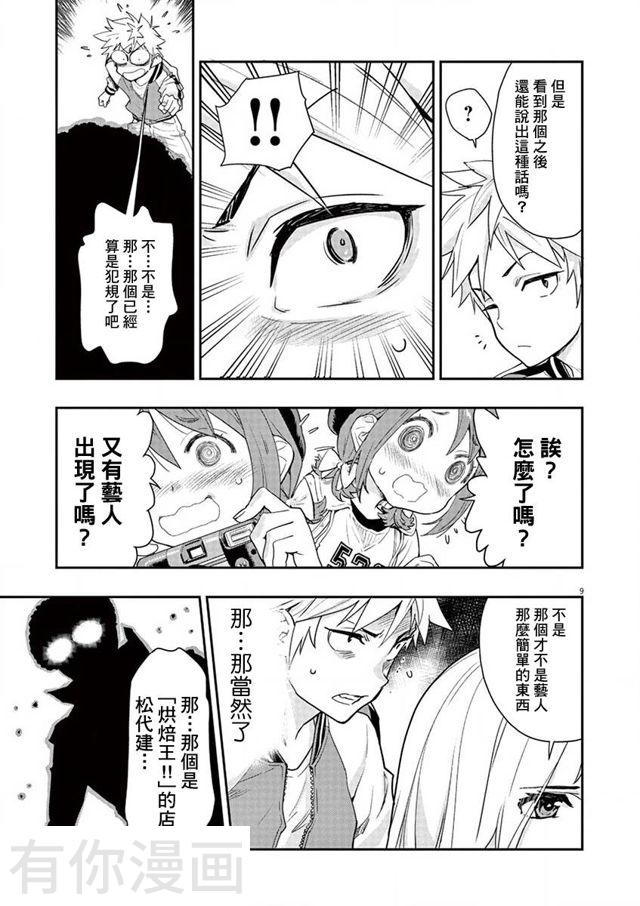 但是
看到那個之後
還能說出這種話嗎?
?
!!
不…不是…
那…那個已經
算是犯規了吧
誒?
怎麼了嗎?
52
又有藝人
出現了嗎?
9
不是
那個才不是藝人
那麼簡單的東西
那…那當然了
那…那個是
「烘焙王!!」的店
松代建…
有你漫画